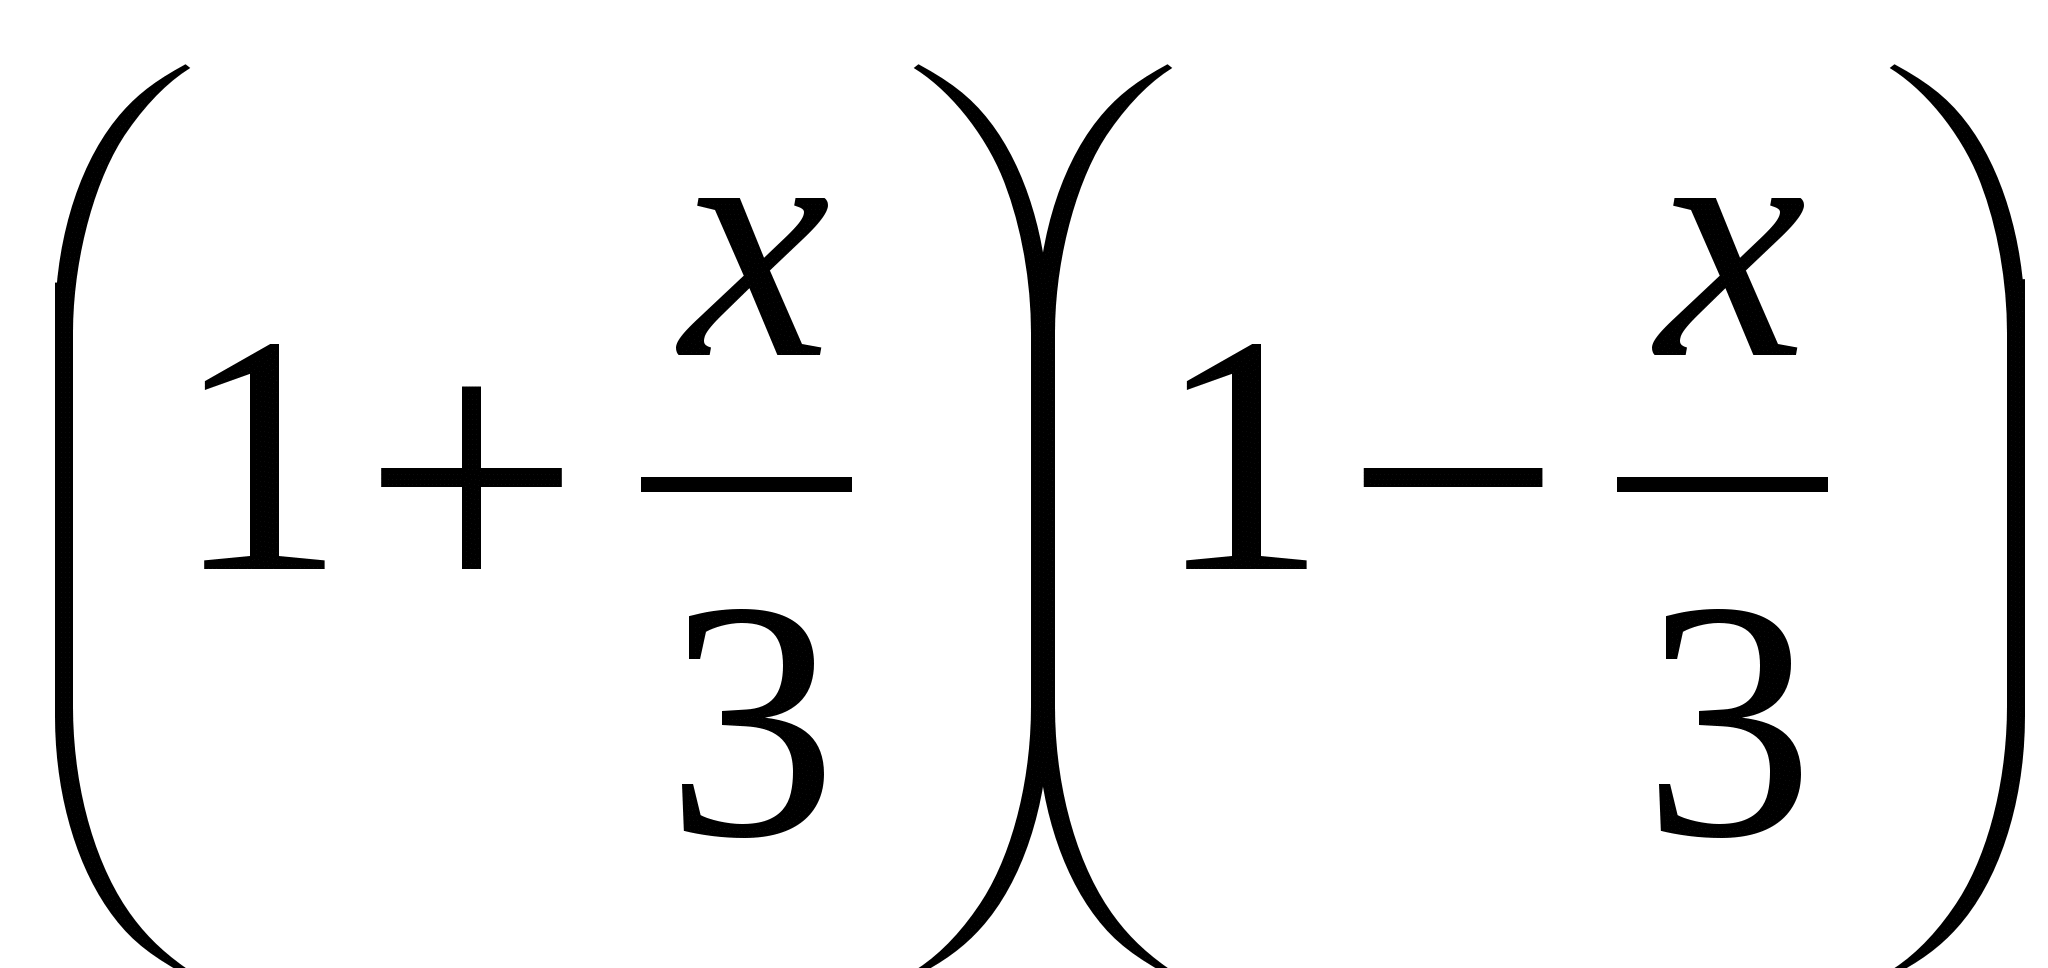 (1 + x/3)(1 − x/3)